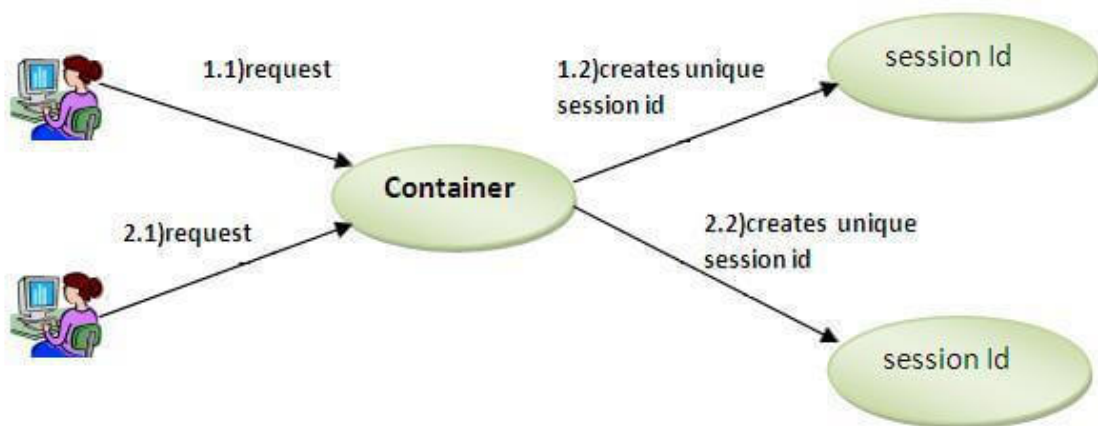 1.1)request
1.2)creates unique
session id
session Id
Container
2.1)request
2.2)creates unique
session id
session Id